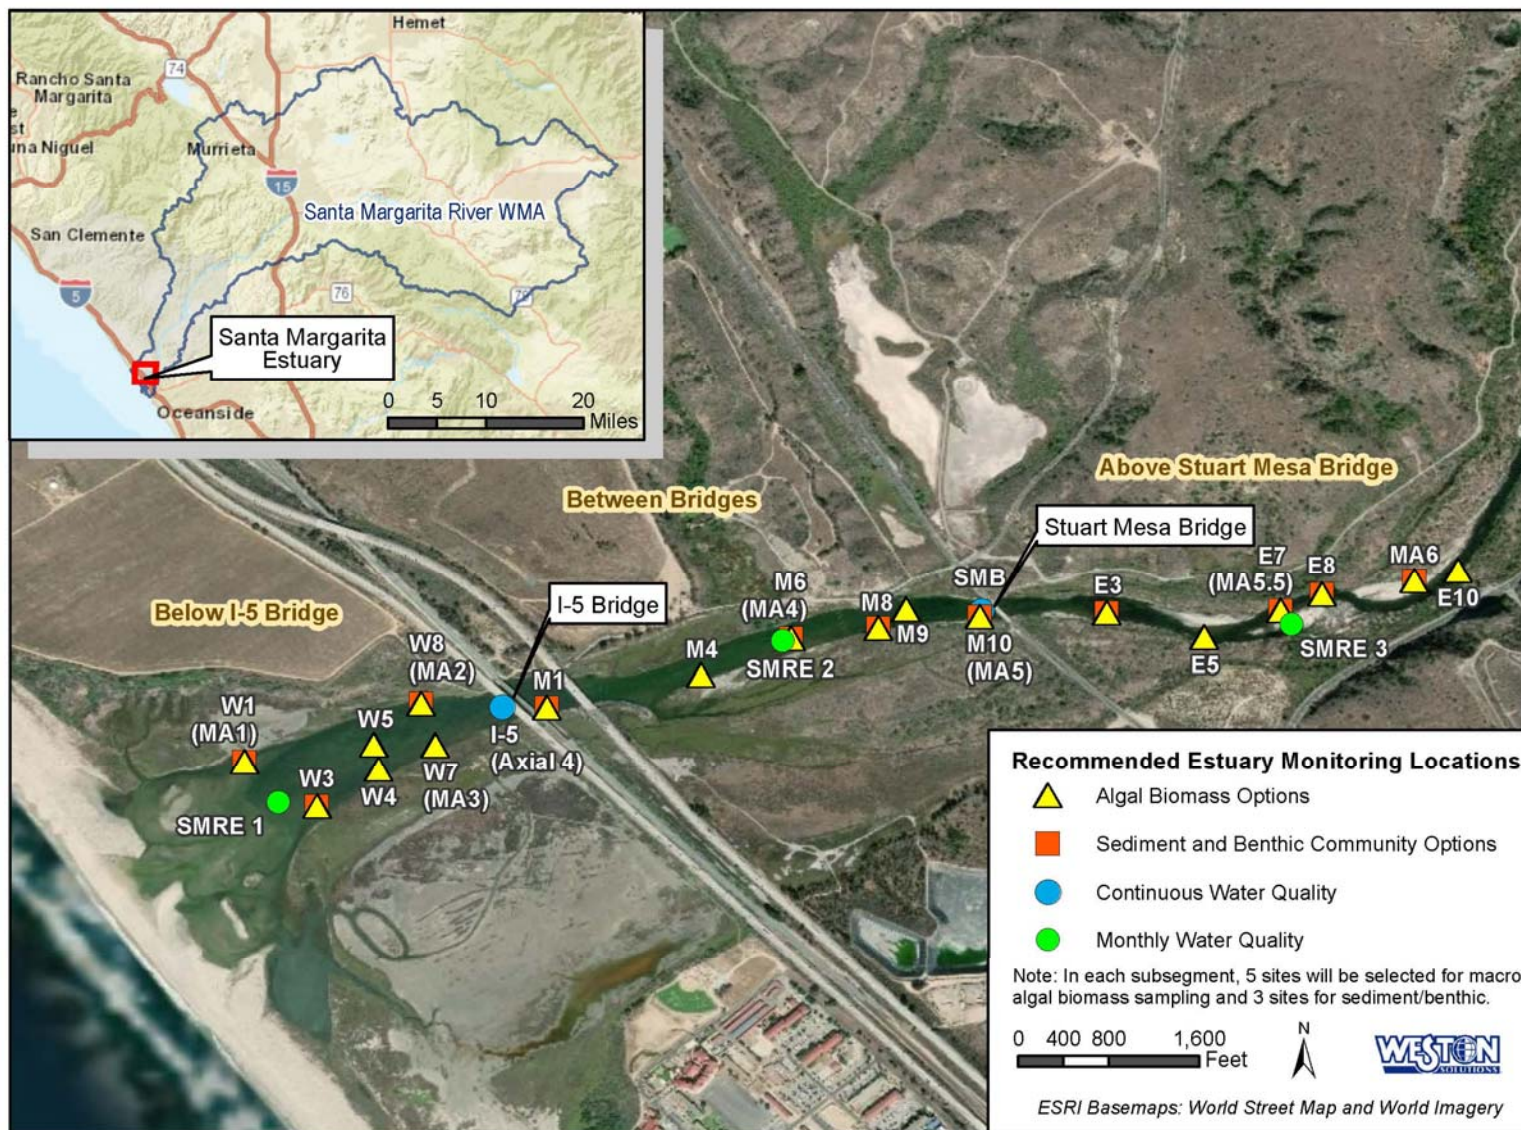 Hemet
74
Rancho Santa
Margarita
una Niguel
Murrieta
15
Santa Margarita River WMA
San Clemente
5
76
79
Santa Margarita
Estuary
Oceanside
0 5 10 20
Miles
Above Stuart Mesa Bridge
Between Bridges
Stuart Mesa Bridge
Below I-5 Bridge
I-5 Bridge
W1
(MA1)
W3
SMRE 1
W5
W4
W8
(MA2)
W7
(MA3)
I-5
(Axial 4)
M1
M4
M6
(MA4)
SMRE 2
M8
M9
SMB
M10
(MA5)
E3
E5
E7
(MA5.5)
SMRE 3
E8
MA6
E10
Recommended Estuary Monitoring Locations
Algal Biomass Options
Sediment and Benthic Community Options
Continuous Water Quality
Monthly Water Quality
Note: In each subsegment, 5 sites will be selected for macro
algal biomass sampling and 3 sites for sediment/benthic.
0 400 800 1,600
Feet
N
WESTON
SOLUTIONS
ESRI Basemaps: World Street Map and World Imagery